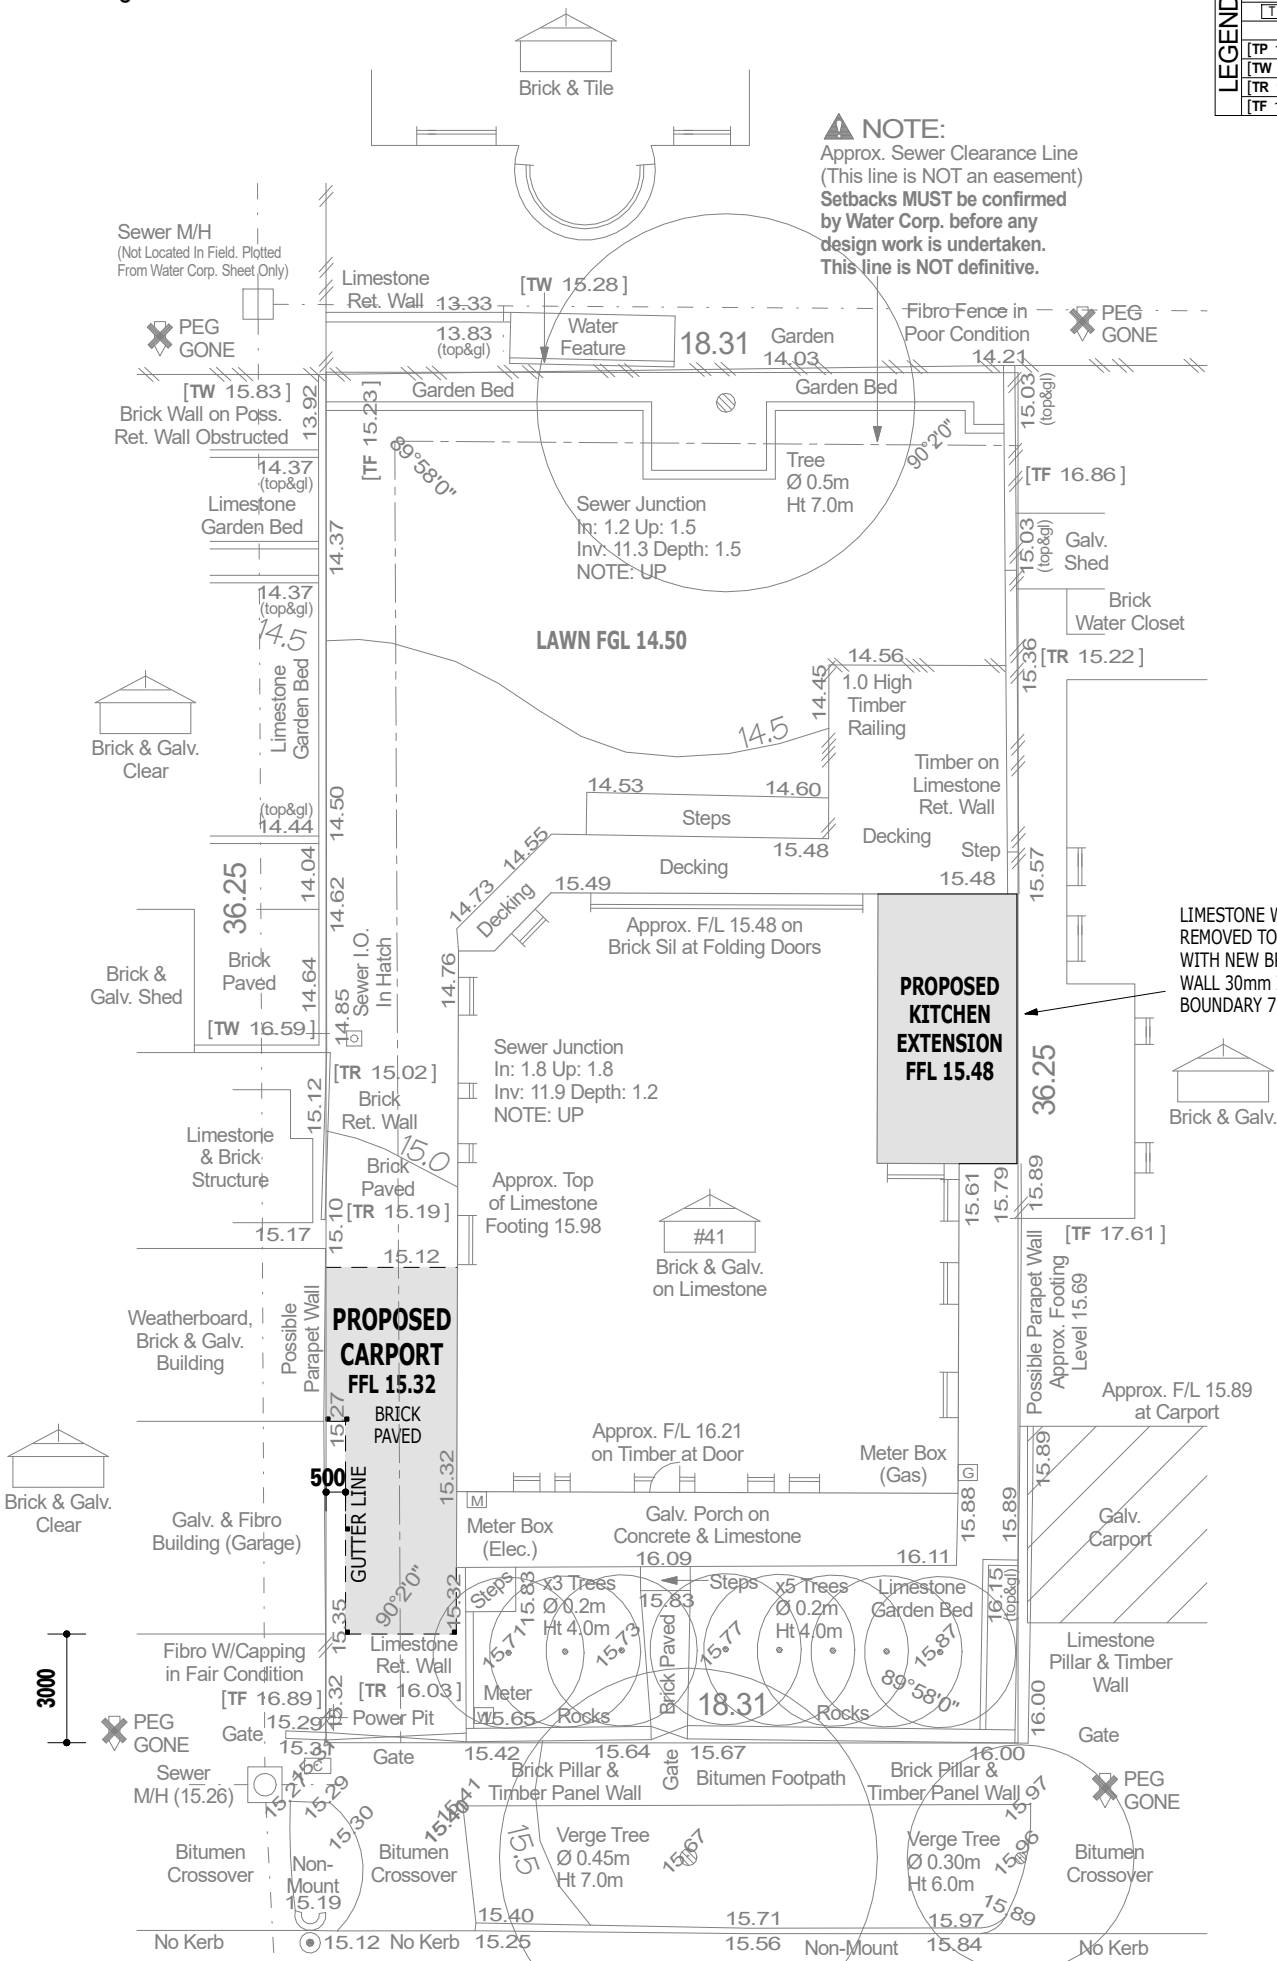 LEGEND
[TP
[TW
[TR
[TF
Brick & Tile
NOTE:
Approx. Sewer Clearance Line
(This line is NOT an easement)
Setbacks MUST be confirmed
by Water Corp. before any
design work is undertaken.
This line is NOT definitive.
Sewer M/H
(Not Located In Field. Plotted
From Water Corp. Sheet Only)
Limestone
Ret. Wall
13.33
[TW 15.28]
13.83
(top&gl)
Water
Feature
18.31
Garden
14.03
Fibro Fence in
Poor Condition
14.21
PEG
GONE
PEG
GONE
[TW 15.83]
Brick Wall on Poss.
Ret. Wall Obstructed
13.92
[TF 15.23]
Garden Bed
Garden Bed
15.03
(top&gl)
89°58'0"
90°2'0"
14.37
(top&gl)
Limestone
Garden Bed
Tree
Ø 0.5m
Ht 7.0m
[TF 16.86]
Sewer Junction
In: 1.2 Up: 1.5
Inv: 11.3 Depth: 1.5
NOTE: UP
14.37
15.03
(top&gl)
Galv.
Shed
14.37
(top&gl)
14.5
Brick
Water Closet
LAWN FGL 14.50
Limestone
Garden Bed
14.56
14.45
1.0 High
Timber
Railing
15.36
[TR 15.22]
14.5
Brick & Galv.
Clear
Timber on
Limestone
Ret. Wall
14.53
14.60
Steps
(top&gl)
14.44
14.50
14.55
Decking
15.48
Decking
Step
36.25
14.04
14.62
14.73
Decking
15.49
15.48
15.57
Approx. F/L 15.48 on
Brick Sil at Folding Doors
Brick &
Galv. Shed
Brick
Paved
14.64
Sewer I.O.
In Hatch
14.76
14.85
[TW 16.59]
PROPOSED
KITCHEN
EXTENSION
FFL 15.48
LIMESTONE
REMOVED TO
WITH NEW
WALL 30mm
BOUNDARY
36.25
Brick & Galv.
Sewer Junction
In: 1.8 Up: 1.8
Inv: 11.9 Depth: 1.2
NOTE: UP
[TR 15.02]
Brick
Ret. Wall
15.12
15.0
Limestone
& Brick
Structure
Brick
Paved
[TR 15.19]
15.10
15.17
15.12
Approx. Top
of Limestone
Footing 15.98
#41
Brick & Galv.
on Limestone
15.61
15.79
15.89
[TF 17.61]
Possible Parapet Wall
Approx. Footing
Level 15.69
Weatherboard,
Brick & Galv.
Building
Possible
Parapet Wall
PROPOSED
CARPORT
FFL 15.32
BRICK
PAVED
15.27
Approx. F/L 15.89
at Carport
Approx. F/L 16.21
on Timber at Door
Meter Box
(Gas)
G
15.89
Brick & Galv.
Clear
500
GUTTER LINE
15.32
M
Meter Box
(Elec.)
Galv. & Fibro
Building (Garage)
Galv. Porch on
Concrete & Limestone
15.88
15.89
Galv.
Carport
16.09
16.11
90°2'0"
15.35
15.32
Steps
15.83
x3 Trees
Ø 0.2m
Ht 4.0m
Steps
15.83
x5 Trees
Ø 0.2m
Ht 4.0m
Limestone
Garden Bed
16.15
(top&gl)
3000
Fibro W/Capping
in Fair Condition
[TF 16.89]
Limestone
Ret. Wall
[TR 16.03]
15.32
15.71
15.73
Brick Paved
15.77
15.87
89°58'0"
Limestone
Pillar & Timber
Wall
Meter
W
15.65
Rocks
18.31
Rocks
16.00
PEG
GONE
Gate
15.29
Power Pit
15.31
15.31
C
Gate
15.42
15.64
Gate
15.67
16.00
Gate
Sewer
M/H (15.26)
15.27
15.29
15.30
Brick Pillar &
Timber Panel Wall
Bitumen Footpath
Brick Pillar &
Timber Panel Wall
15.97
PEG
GONE
15.41
15.40
15.5
Verge Tree
Ø 0.45m
Ht 7.0m
15.67
Verge Tree
Ø 0.30m
Ht 6.0m
15.96
Bitumen
Crossover
Non-
Mount
15.19
Bitumen
Crossover
Bitumen
Crossover
15.89
15.40
15.71
15.97
No Kerb
15.12
No Kerb
15.25
15.56
Non-Mount
15.84
No Kerb